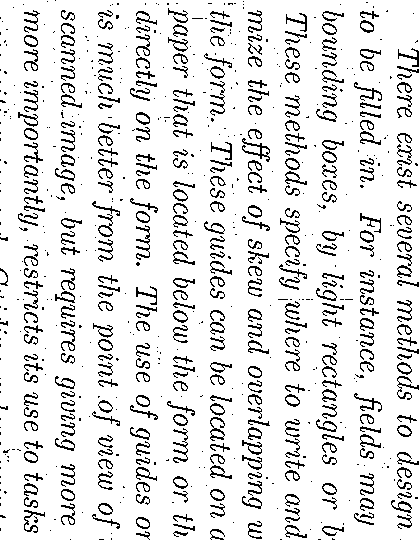 There exist several methods to design
to be filled in. For instance, fields may
bounding boxes, by light rectangles or b
These methods specify where to write and
mize the effect of skew and overlapping w
the form. These guides can be located on a
paper that is located below the form or th
directly on the form. The use of guides or
is much better from the point of view of
scanned image, but requires giving more
more importantly, restricts its use to tasks